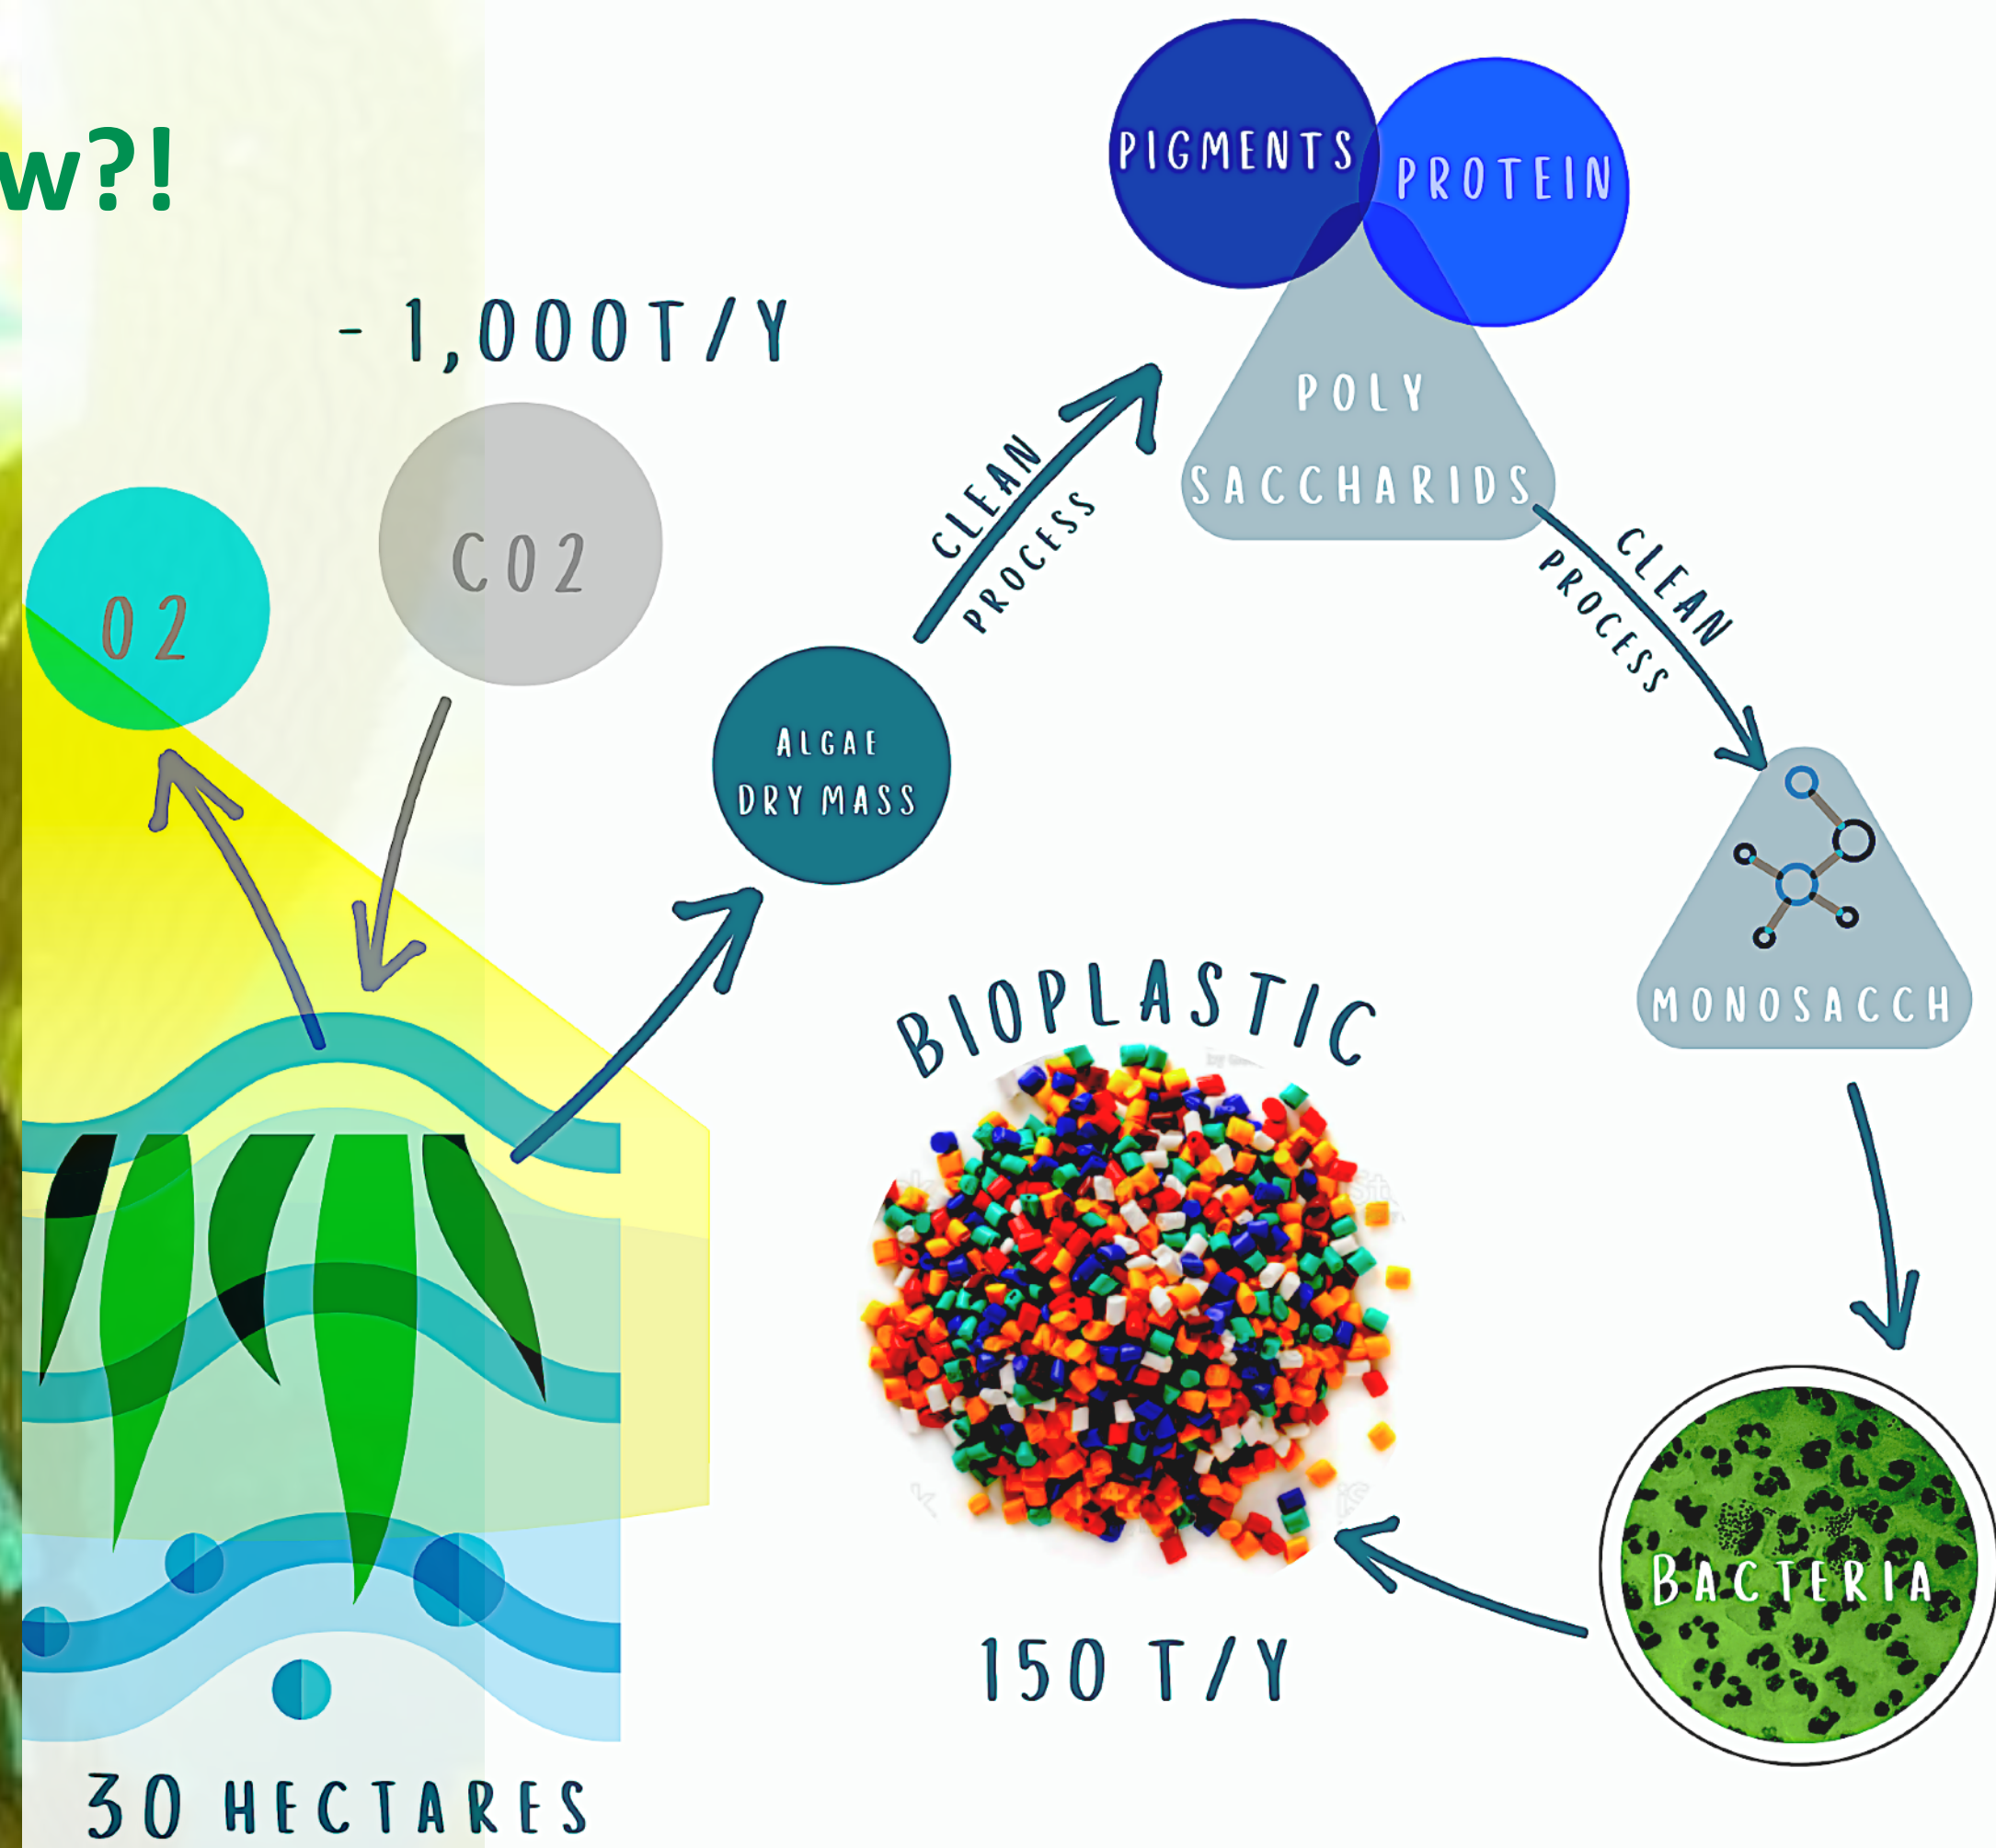 w?!
- 1,000T/Y
O2
CO2
ALGAE
DRY MASS
CLEAN
PROCESS
PIGMENTS
PROTEIN
POLY
SACCHARIDS
CLEAN
PROCESS
MONOSACCH
BACTERIA
BIOPLASTIC
150 T/Y
30 HECTARES